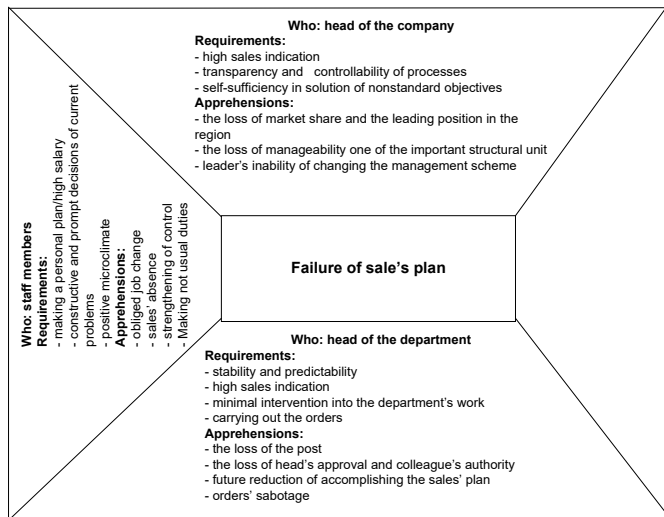 Who: head of the company
Requirements:
- high sales indication
- transparency and controllability of processes
- self-sufficiency in solution of nonstandard objectives
Apprehensions:
- the loss of market share and the leading position in the
region
- the loss of manageability one of the important structural unit
- leader's inability of changing the management scheme
Who: staff members
Requirements:
- making a personal plan/high salary
- constructive and prompt decisions of current
problems
- positive microclimate
Apprehensions:
- obliged job change
- sales' absence
- strengthening of control
- Making not usual duties
Failure of sale's plan
Who: head of the department
Requirements:
- stability and predictability
- high sales indication
- minimal intervention into the department's work
- carrying out the orders
Apprehensions:
- the loss of the post
- the loss of head's approval and colleague's authority
- future reduction of accomplishing the sales' plan
- orders' sabotage